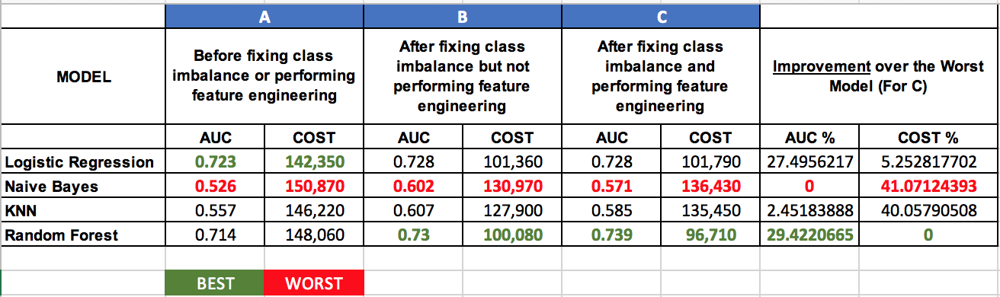 A B C
MODEL
Before fixing class
imbalance or performing
feature engineering
After fixing class
imbalance but not
performing feature
engineering
After fixing class
imbalance and
performing feature
engineering
Improvement over the Worst
Model (For C)
AUC COST AUC COST AUC COST AUC % COST %
Logistic Regression 0.723 142,350 0.728 101,360 0.728 101,790 27.4956217 5.252817702
Naive Bayes 0.526 150,870 0.602 130,970 0.571 136,430 0 41.07124393
KNN 0.557 146,220 0.607 127,900 0.585 135,450 2.45183888 40.05790508
Random Forest 0.714 148,060 0.73 100,080 0.739 96,710 29.4220665 0
BEST WORST